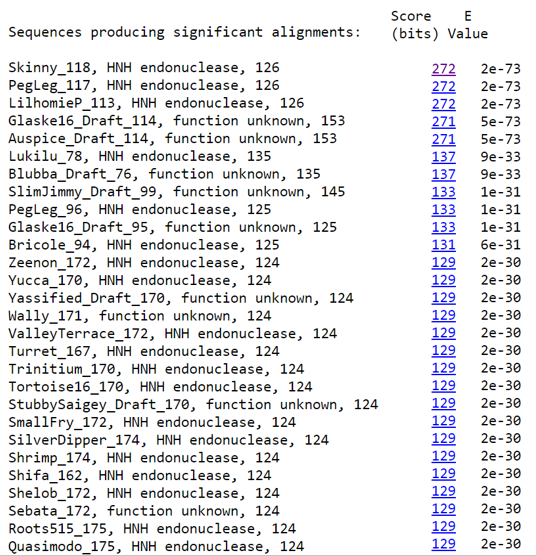 Score E
Sequences producing significant alignments: (bits) Value
Skinny_118, HNH endonuclease, 126 272 2e-73
PegLeg_117, HNH endonuclease, 126 272 2e-73
LilhomieP_113, HNH endonuclease, 126 272 2e-73
Glaske16_Draft_114, function unknown, 153 271 5e-73
Auspice_Draft_114, function unknown, 153 271 5e-73
Lukilu_78, HNH endonuclease, 135 137 9e-33
Blubba_Draft_76, function unknown, 135 137 9e-33
SlimJimmy_Draft_99, function unknown, 145 133 1e-31
PegLeg_96, HNH endonuclease, 125 133 1e-31
Glaske16_Draft_95, function unknown, 125 133 1e-31
Bricole_94, HNH endonuclease, 125 131 6e-31
Zeenon_172, HNH endonuclease, 124 129 2e-30
Yucca_170, HNH endonuclease, 124 129 2e-30
Yassified_Draft_170, function unknown, 124 129 2e-30
Wally_171, function unknown, 124 129 2e-30
ValleyTerrace_172, HNH endonuclease, 124 129 2e-30
Turret_167, HNH endonuclease, 124 129 2e-30
Trinitium_170, HNH endonuclease, 124 129 2e-30
Tortoise16_170, HNH endonuclease, 124 129 2e-30
StubbySaigey_Draft_170, function unknown, 124 129 2e-30
SmallFry_172, HNH endonuclease, 124 129 2e-30
SilverDipper_174, HNH endonuclease, 124 129 2e-30
Shrimp_174, HNH endonuclease, 124 129 2e-30
Shifa_162, HNH endonuclease, 124 129 2e-30
Shelob_172, HNH endonuclease, 124 129 2e-30
Sebata_172, function unknown, 124 129 2e-30
Roots515_175, HNH endonuclease, 124 129 2e-30
Quasimodo_175, HNH endonuclease, 124 129 2e-30